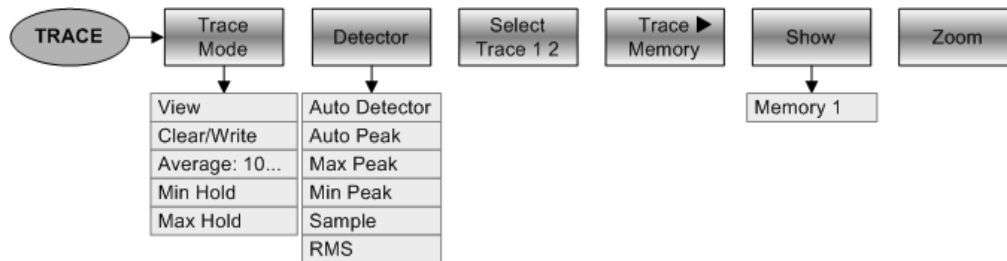 TRACE
Trace
Mode
Detector
Select
Trace 1 2
Trace ▶
Memory
Show
Zoom
View
Clear/Write
Average: 10...
Min Hold
Max Hold
Auto Detector
Auto Peak
Max Peak
Min Peak
Sample
RMS
Memory 1